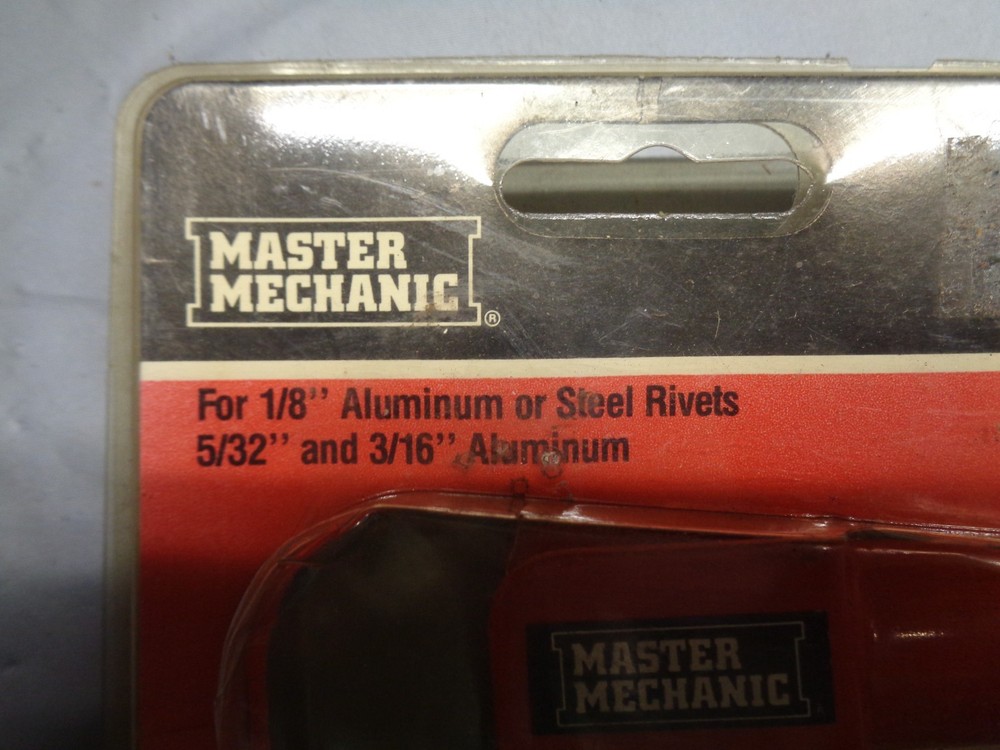 MASTER
MECHANIC®
For 1/8'' Aluminum or Steel Rivets
5/32'' and 3/16'' Aluminum
MASTER
MECHANIC